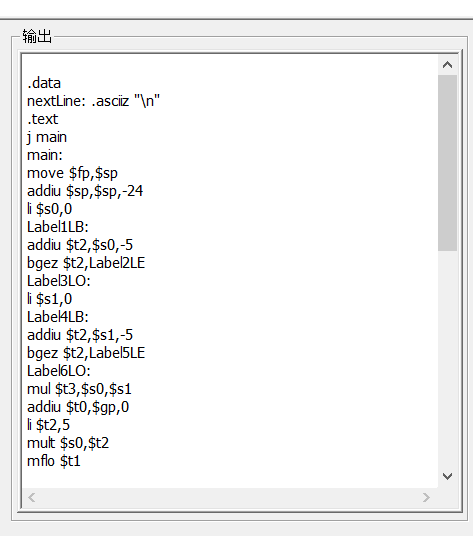 输出
.data
nextLine: .asciiz "\n"
.text
j main
main:
move $fp,$sp
addiu $sp,$sp,-24
li $s0,0
Label1LB:
addiu $t2,$s0,-5
bgez $t2,Label2LE
Label3LO:
li $s1,0
Label4LB:
addiu $t2,$s1,-5
bgez $t2,Label5LE
Label6LO:
mul $t3,$s0,$s1
addiu $t0,$gp,0
li $t2,5
mult $s0,$t2
mflo $t1